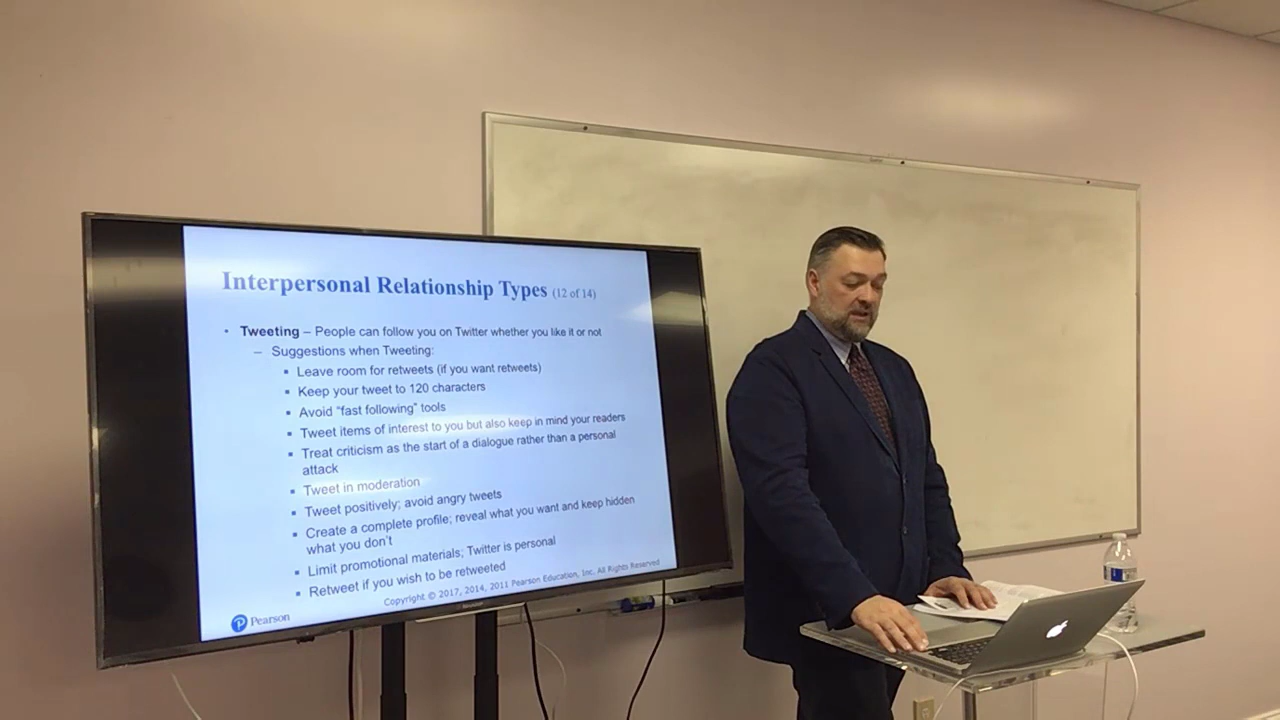 Interpersonal Relationship Types (12 of 14)
• Tweeting – People can follow you on Twitter whether you like it or not
– Suggestions when Tweeting:
▪ Leave room for retweets (if you want retweets)
▪ Keep your tweet to 120 characters
▪ Avoid “fast following” tools
▪ Tweet items of interest to you but also keep in mind your readers
▪ Treat criticism as the start of a dialogue rather than a personal
attack
▪ Tweet in moderation
▪ Tweet positively; avoid angry tweets
▪ Create a complete profile; reveal what you want and keep hidden
what you don’t
▪ Limit promotional materials; Twitter is personal
▪ Retweet if you wish to be retweeted
Copyright © 2017, 2014, 2011 Pearson Education, Inc. All Rights Reserved
Pearson